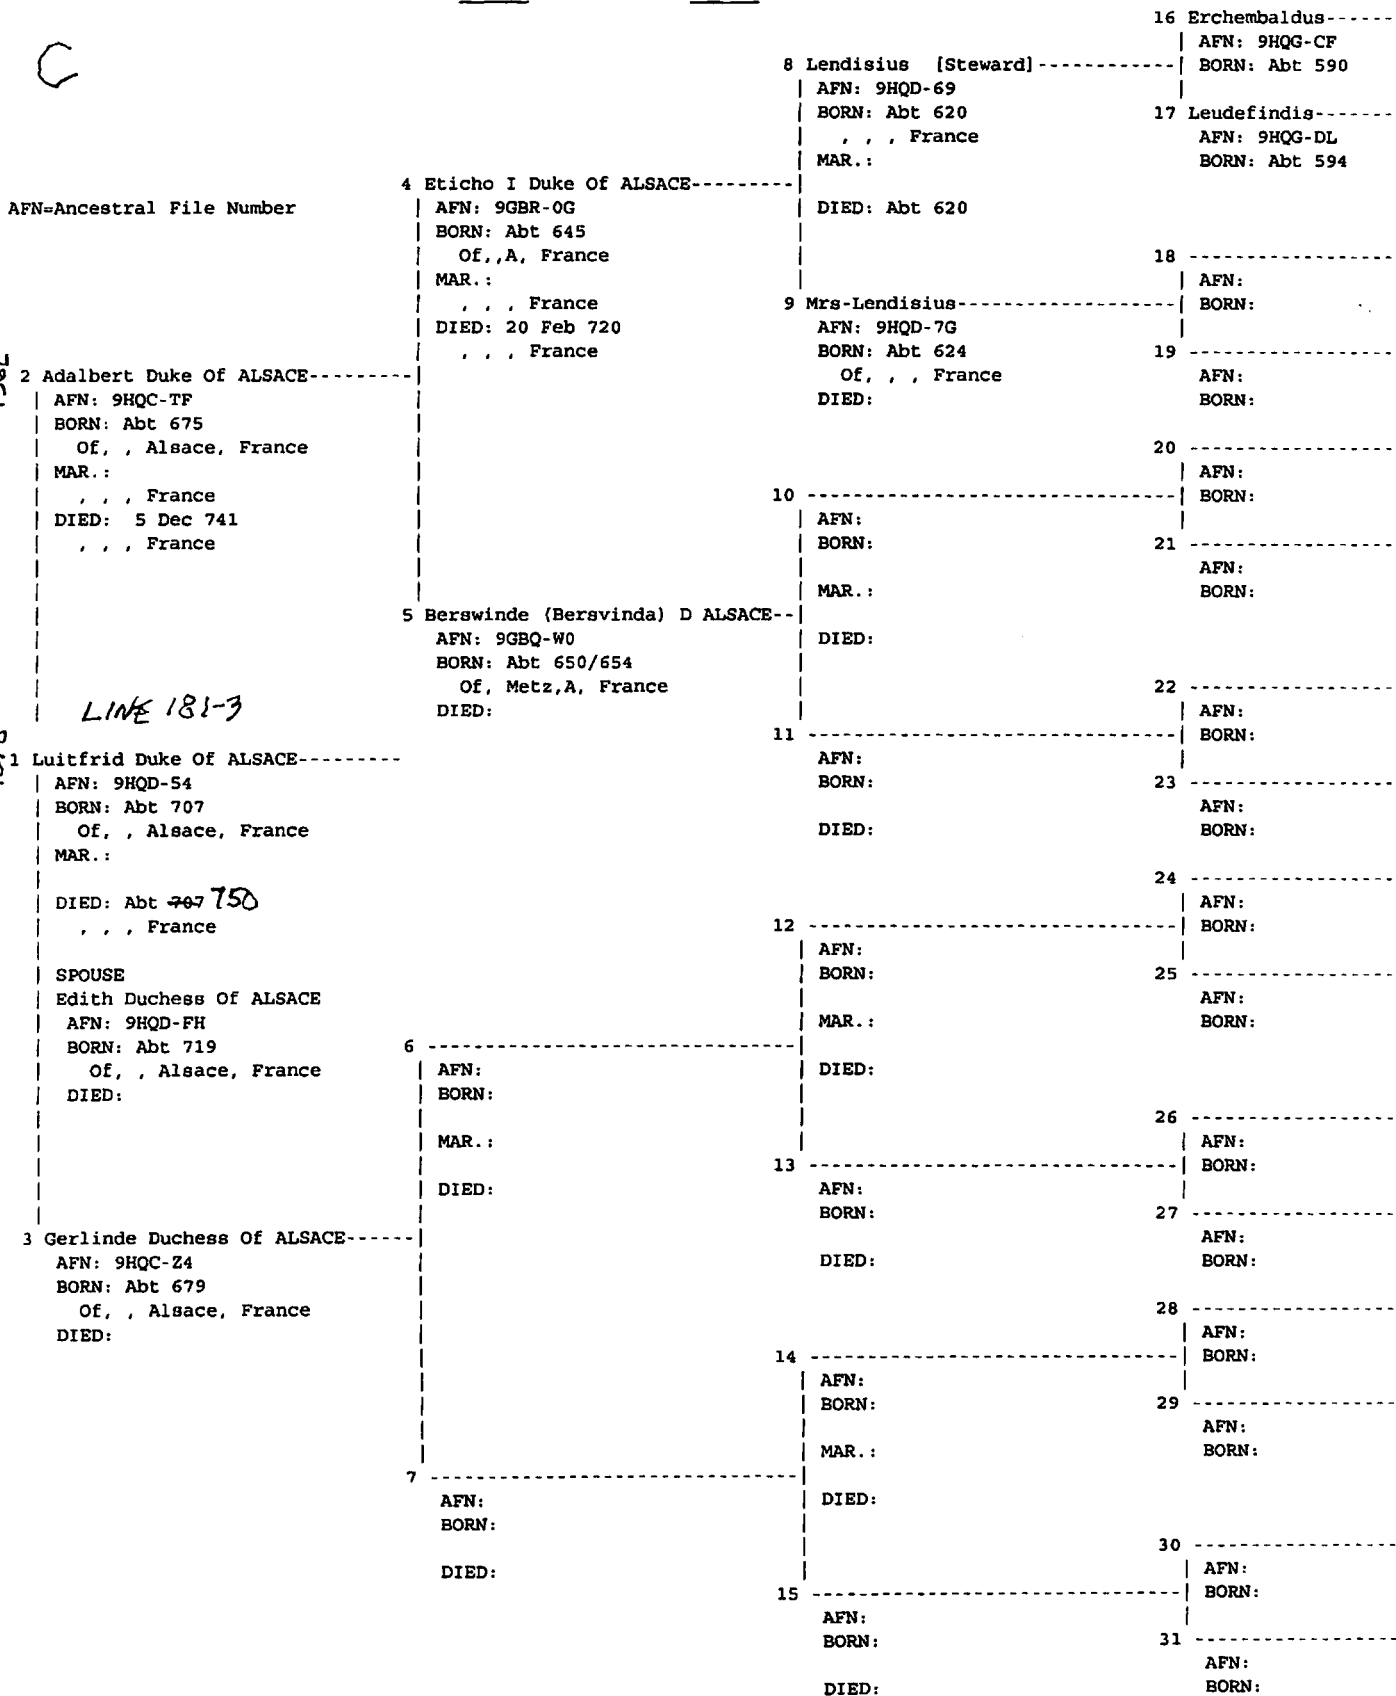 C
AFN=Ancestral File Number
2 Adalbert Duke Of ALSACE
AFN: 9HQC-TF
BORN: Abt 675
Of, , Alsace, France
MAR.:
, , , France
DIED: 5 Dec 741
, , , France
LINE 181-3
1 Luitfrid Duke Of ALSACE
AFN: 9HQD-54
BORN: Abt 707
Of, , Alsace, France
MAR.:
DIED: Abt 707 750
, , , France
SPOUSE
Edith Duchess Of ALSACE
AFN: 9HQD-FH
BORN: Abt 719
Of, , Alsace, France
DIED:
3 Gerlinde Duchess Of ALSACE
AFN: 9HQC-Z4
BORN: Abt 679
Of, , Alsace, France
DIED:
4 Eticho I Duke Of ALSACE
AFN: 9GBR-0G
BORN: Abt 645
Of,,A, France
MAR.:
, , , France
DIED: 20 Feb 720
, , , France
5 Berswinde (Bersvinda) D ALSACE
AFN: 9GBQ-W0
BORN: Abt 650/654
Of, Metz,A, France
DIED:
6
AFN:
BORN:
MAR.:
DIED:
7
AFN:
BORN:
DIED:
8 Lendisius [Steward]
AFN: 9HQD-69
BORN: Abt 620
, , , France
MAR.:
DIED: Abt 620
9 Mrs-Lendisius
AFN: 9HQD-7G
BORN: Abt 624
Of, , , France
DIED:
10
AFN:
BORN:
MAR.:
DIED:
11
AFN:
BORN:
DIED:
12
AFN:
BORN:
MAR.:
DIED:
13
AFN:
BORN:
DIED:
14
AFN:
BORN:
MAR.:
DIED:
15
AFN:
BORN:
DIED:
16 Erchembaldus
AFN: 9HQG-CF
BORN: Abt 590
17 Leudefindis
AFN: 9HQG-DL
BORN: Abt 594
18
AFN:
BORN:
19
AFN:
BORN:
20
AFN:
BORN:
21
AFN:
BORN:
22
AFN:
BORN:
23
AFN:
BORN:
24
AFN:
BORN:
25
AFN:
BORN:
26
AFN:
BORN:
27
AFN:
BORN:
28
AFN:
BORN:
29
AFN:
BORN:
30
AFN:
BORN:
31
AFN:
BORN: